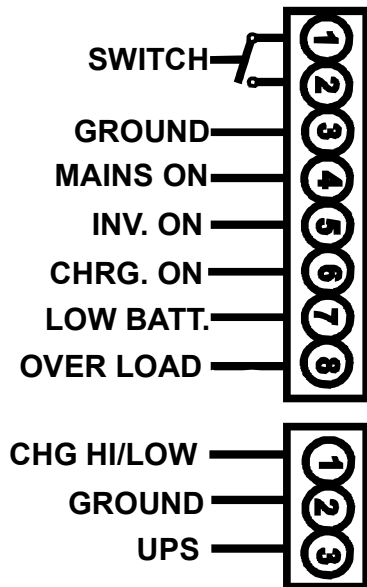 SWITCH 1
2
GROUND 3
MAINS ON 4
INV. ON 5
CHRG. ON 6
LOW BATT. 7
OVER LOAD 8
CHG HI/LOW 1
GROUND 2
UPS 3